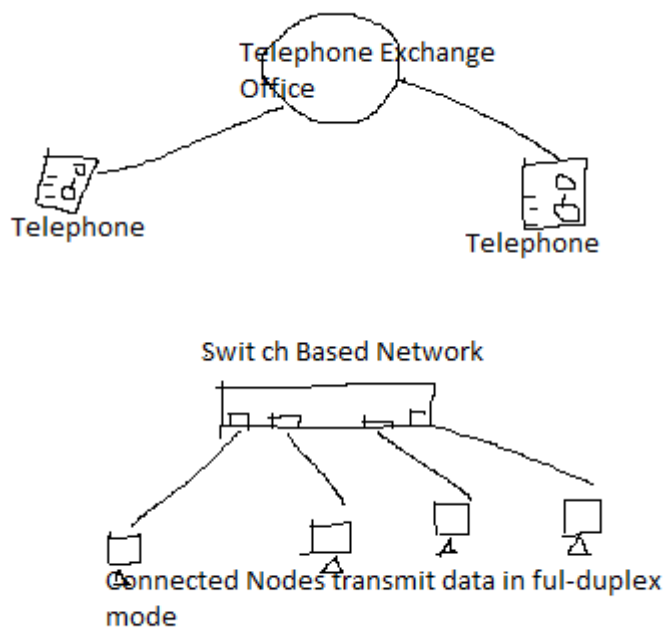 Telephone Exchange
Office
Telephone
Telephone
Swit ch Based Network
Connected Nodes transmit data in ful-duplex
mode